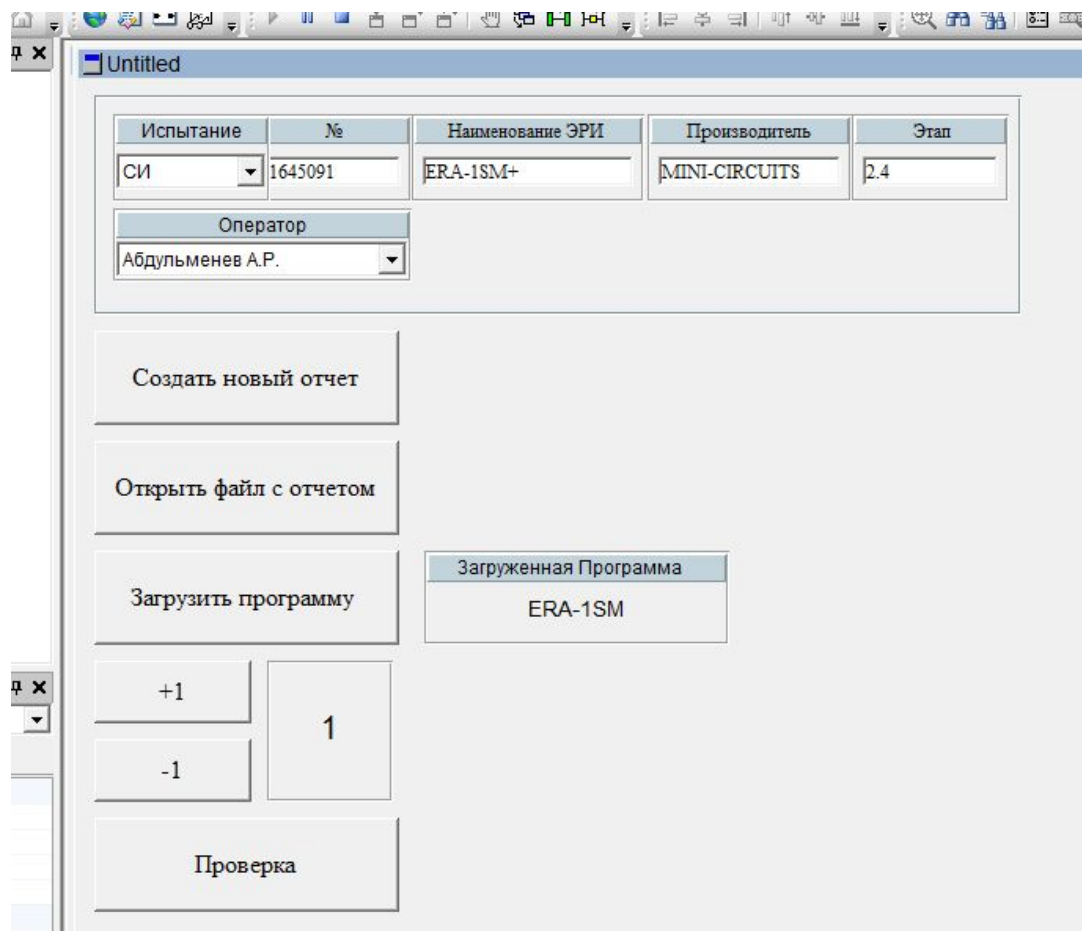 Untitled
Испытание № Наименование ЭРИ Производитель Этап
СИ 1645091 ERA-1SM+ MINI-CIRCUITS 2.4
Оператор
Абдульменев А.Р.
Создать новый отчет
Открыть файл с отчетом
Загрузить программу
Загруженная Программа
ERA-1SM
+1
1
-1
Проверка